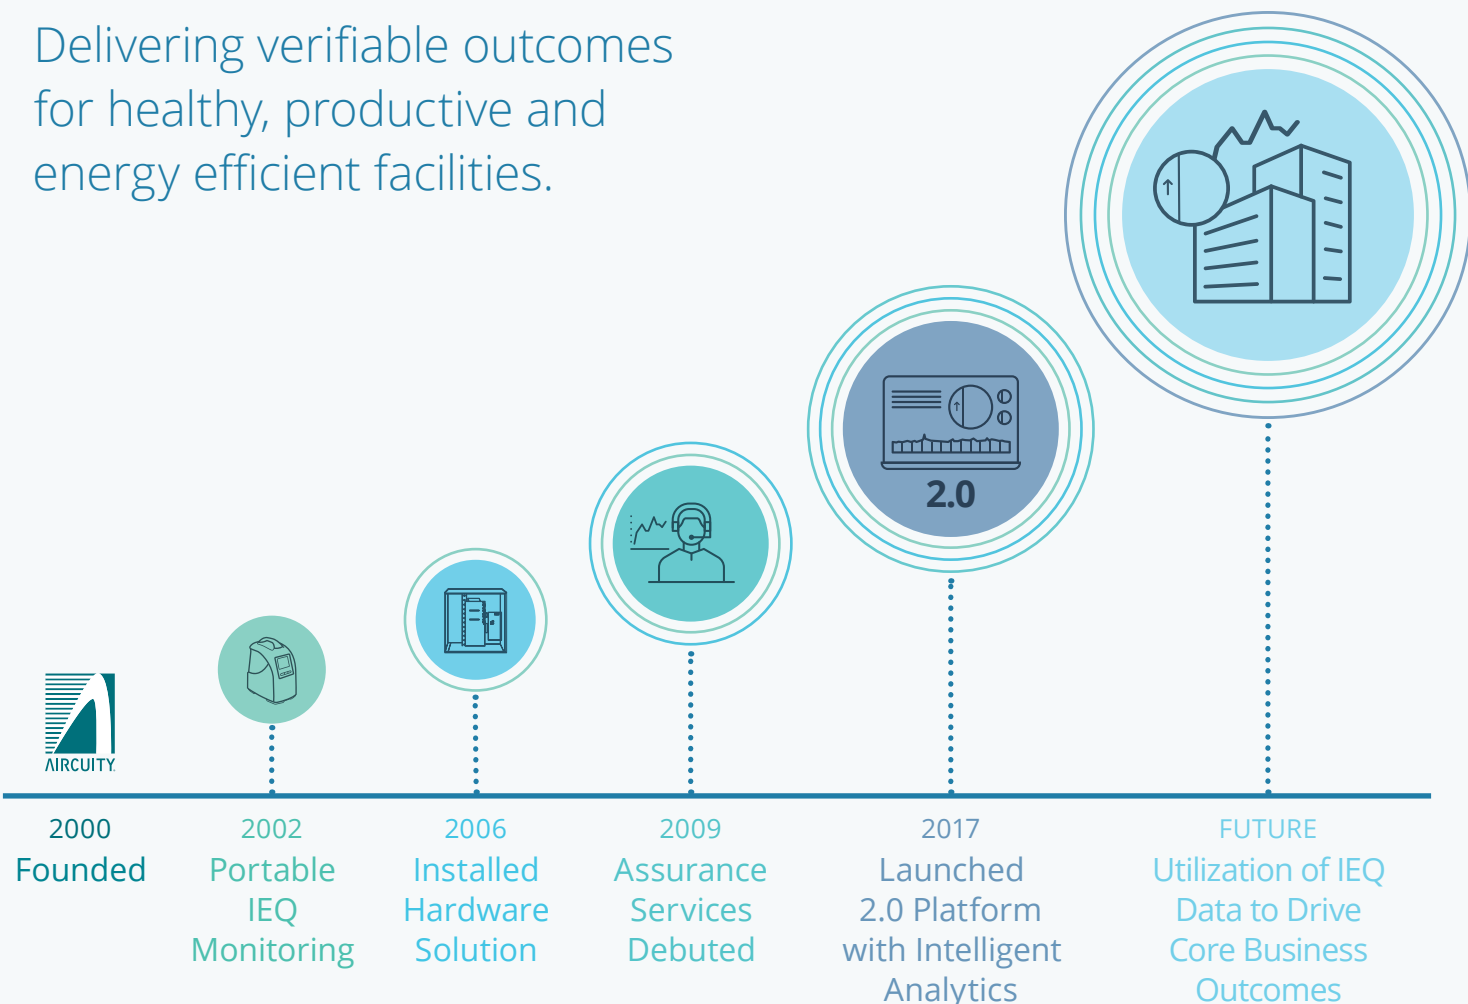 Delivering verifiable outcomes
for healthy, productive and
energy efficient facilities.
2.0
AIRCUITY
2000
Founded
2002
Portable
IEQ
Monitoring
2006
Installed
Hardware
Solution
2009
Assurance
Services
Debuted
2017
Launched
2.0 Platform
with Intelligent
Analytics
FUTURE
Utilization of IEQ
Data to Drive
Core Business
Outcomes